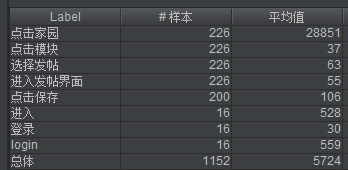 Label # 样本 平均值
点击家园 226 28851
点击模块 226 37
选择发帖 226 63
进入发帖界面 226 55
点击保存 200 106
进入 16 528
登录 16 30
login 16 559
总体 1152 5724